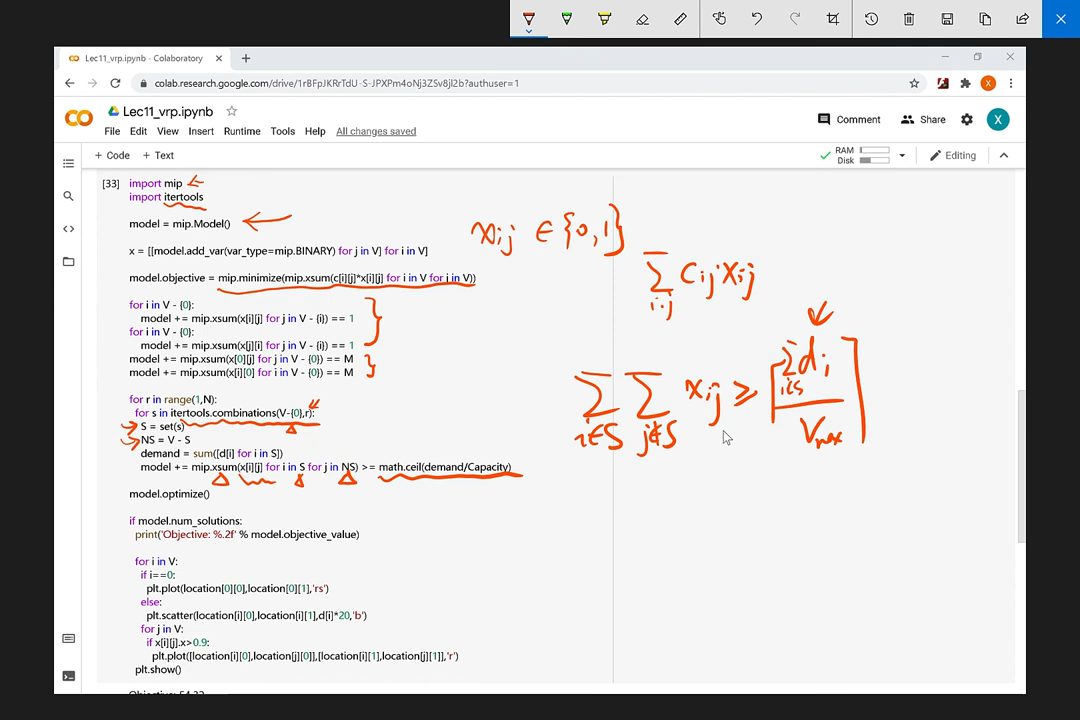 Lec11_vrp.ipynb - Colaboratory
colab.research.google.com/drive/1rBFpJKRrTdU-S-JPXPm4oNj3ZSv8jl2b?authuser=1
X
Lec11_vrp.ipynb
File Edit View Insert Runtime Tools Help All changes saved
Comment Share X
+ Code + Text
RAM
Disk
Editing
[33] import mip
import itertools
model = mip.Model()
x = [[model.add_var(var_type=mip.BINARY) for j in V] for i in V]
model.objective = mip.minimize(mip.xsum(c[i][j]*x[i][j] for i in V for j in V))
for i in V - {0}:
model += mip.xsum(x[i][j] for j in V - {i}) == 1
for i in V - {0}:
model += mip.xsum(x[j][i] for j in V - {i}) == 1
model += mip.xsum(x[0][j] for j in V - {0}) == M
model += mip.xsum(x[i][0] for i in V - {0}) == M
for r in range(1,N):
for s in itertools.combinations(V-{0},r):
S = set(s)
NS = V - S
demand = sum([d[i] for i in S])
model += mip.xsum(x[i][j] for i in S for j in NS) >= math.ceil(demand/Capacity)
model.optimize()
if model.num_solutions:
print('Objective: %.2f' % model.objective_value)
for i in V:
if i==0:
plt.plot(location[0][0],location[0][1],'rs')
else:
plt.scatter(location[i][0],location[i][1],d[i]*20,'b')
for j in V:
if x[i][j].x>0.9:
plt.plot([location[i][0],location[j][0]],[location[i][1],location[j][1]],'r')
plt.show()
Objective: 54.32
xij ∈ {0,1}
∑ i,j Cij Xij
∑ i∈S ∑ j∉S xij ≥ ⌈ ∑ i∈S di / Vmax ⌉